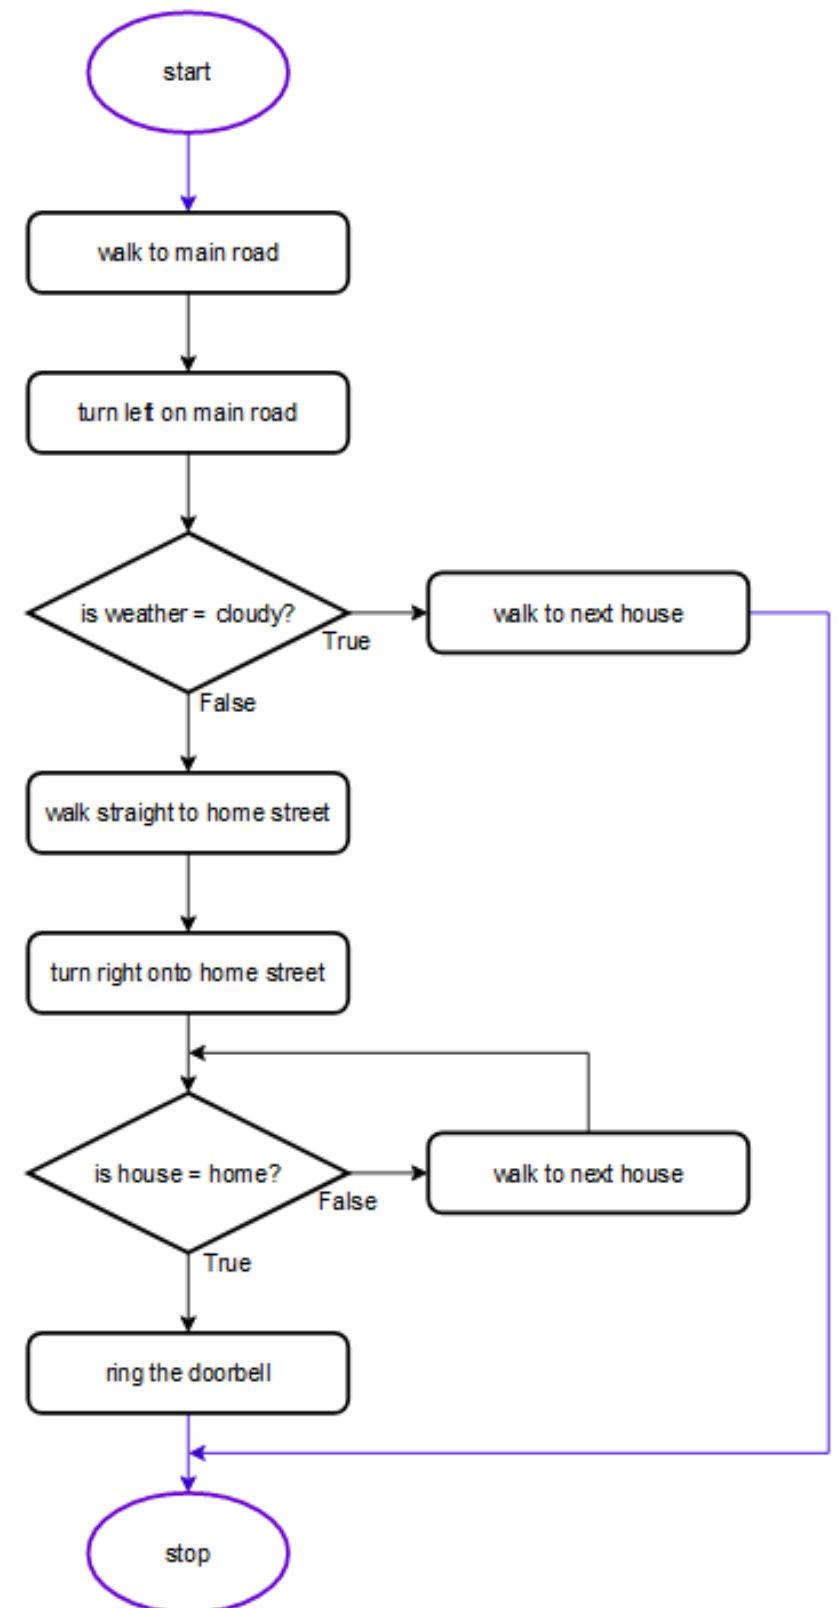 start
walk to main road
turn left on main road
is weather = cloudy?
True
walk to next house
False
walk straight to home street
turn right onto home street
is house = home?
False
walk to next house
True
ring the doorbell
stop